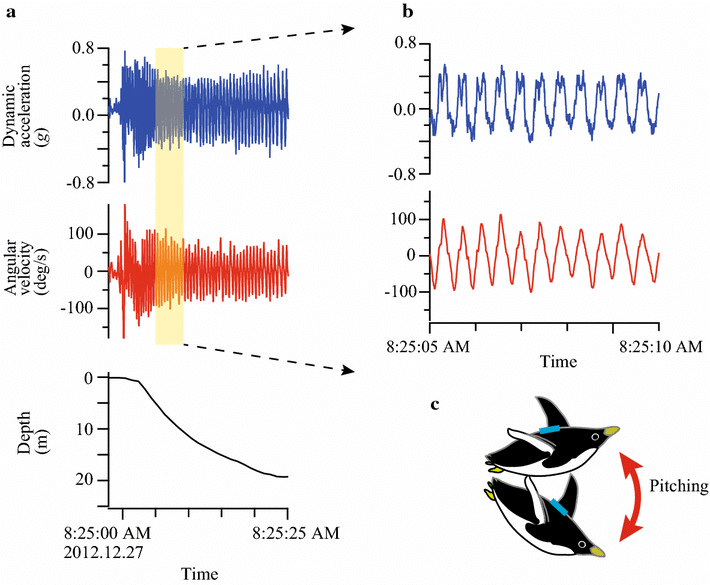 a
0.8
0.0
-0.8
Dynamic
acceleration
(g)
100
0
-100
Angular
velocity
(deg/s)
0
10
20
Depth
(m)
8:25:00 AM
2012.12.27
8:25:25 AM
Time
b
0.8
0.0
-0.8
100
0
-100
8:25:05 AM
8:25:10 AM
Time
c
Pitching